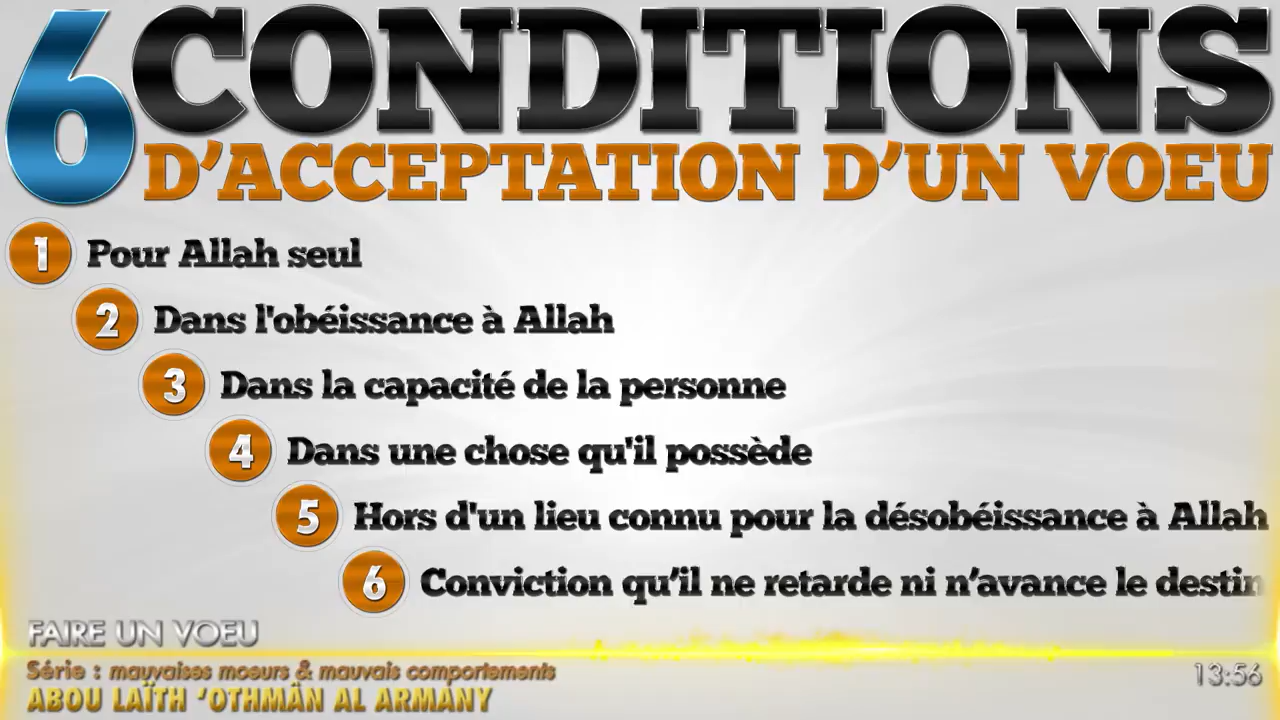 6 CONDITIONS
D'ACCEPTATION D'UN VOEU
1 Pour Allah seul
2 Dans l'obéissance à Allah
3 Dans la capacité de la personne
4 Dans une chose qu'il possède
5 Hors d'un lieu connu pour la désobéissance à Allah
6 Conviction qu’il ne retarde ni n’avance le destin
FAIRE UN VOEU
Série : mauvaises moeurs & mauvais comportements
13:56
ABOU LAÏTH ‘OTHMÂN AL ARMÂNY